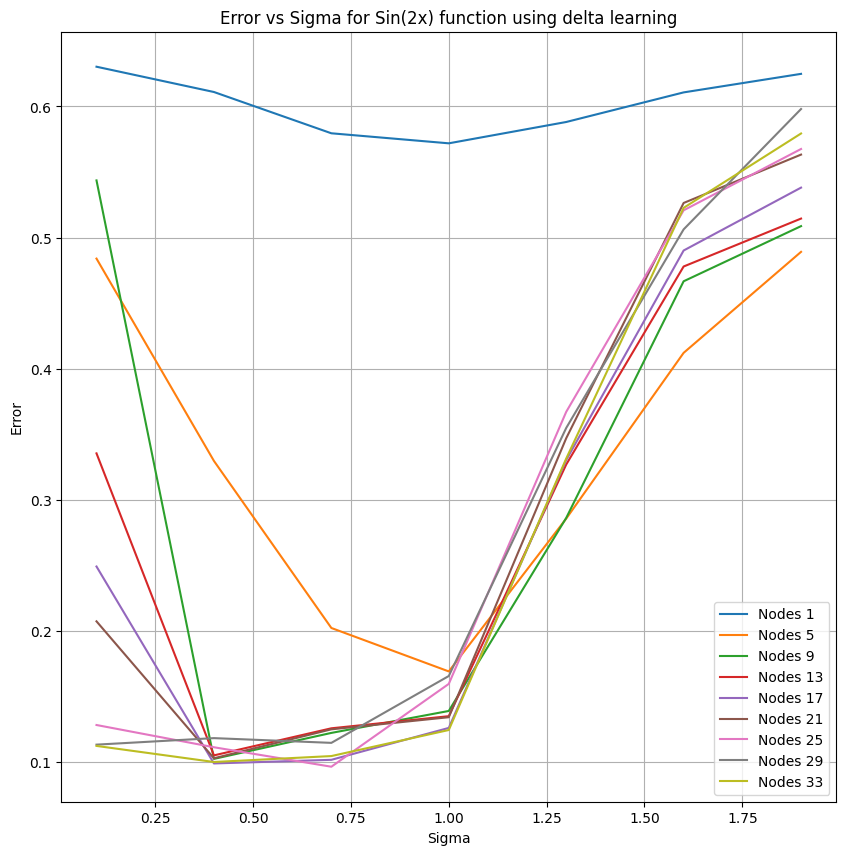 Error vs Sigma for Sin(2x) function using delta learning
Error
0.6
0.5
0.4
0.3
0.2
0.1
0.25
0.50
0.75
1.00
1.25
1.50
1.75
Sigma
Nodes 1
Nodes 5
Nodes 9
Nodes 13
Nodes 17
Nodes 21
Nodes 25
Nodes 29
Nodes 33